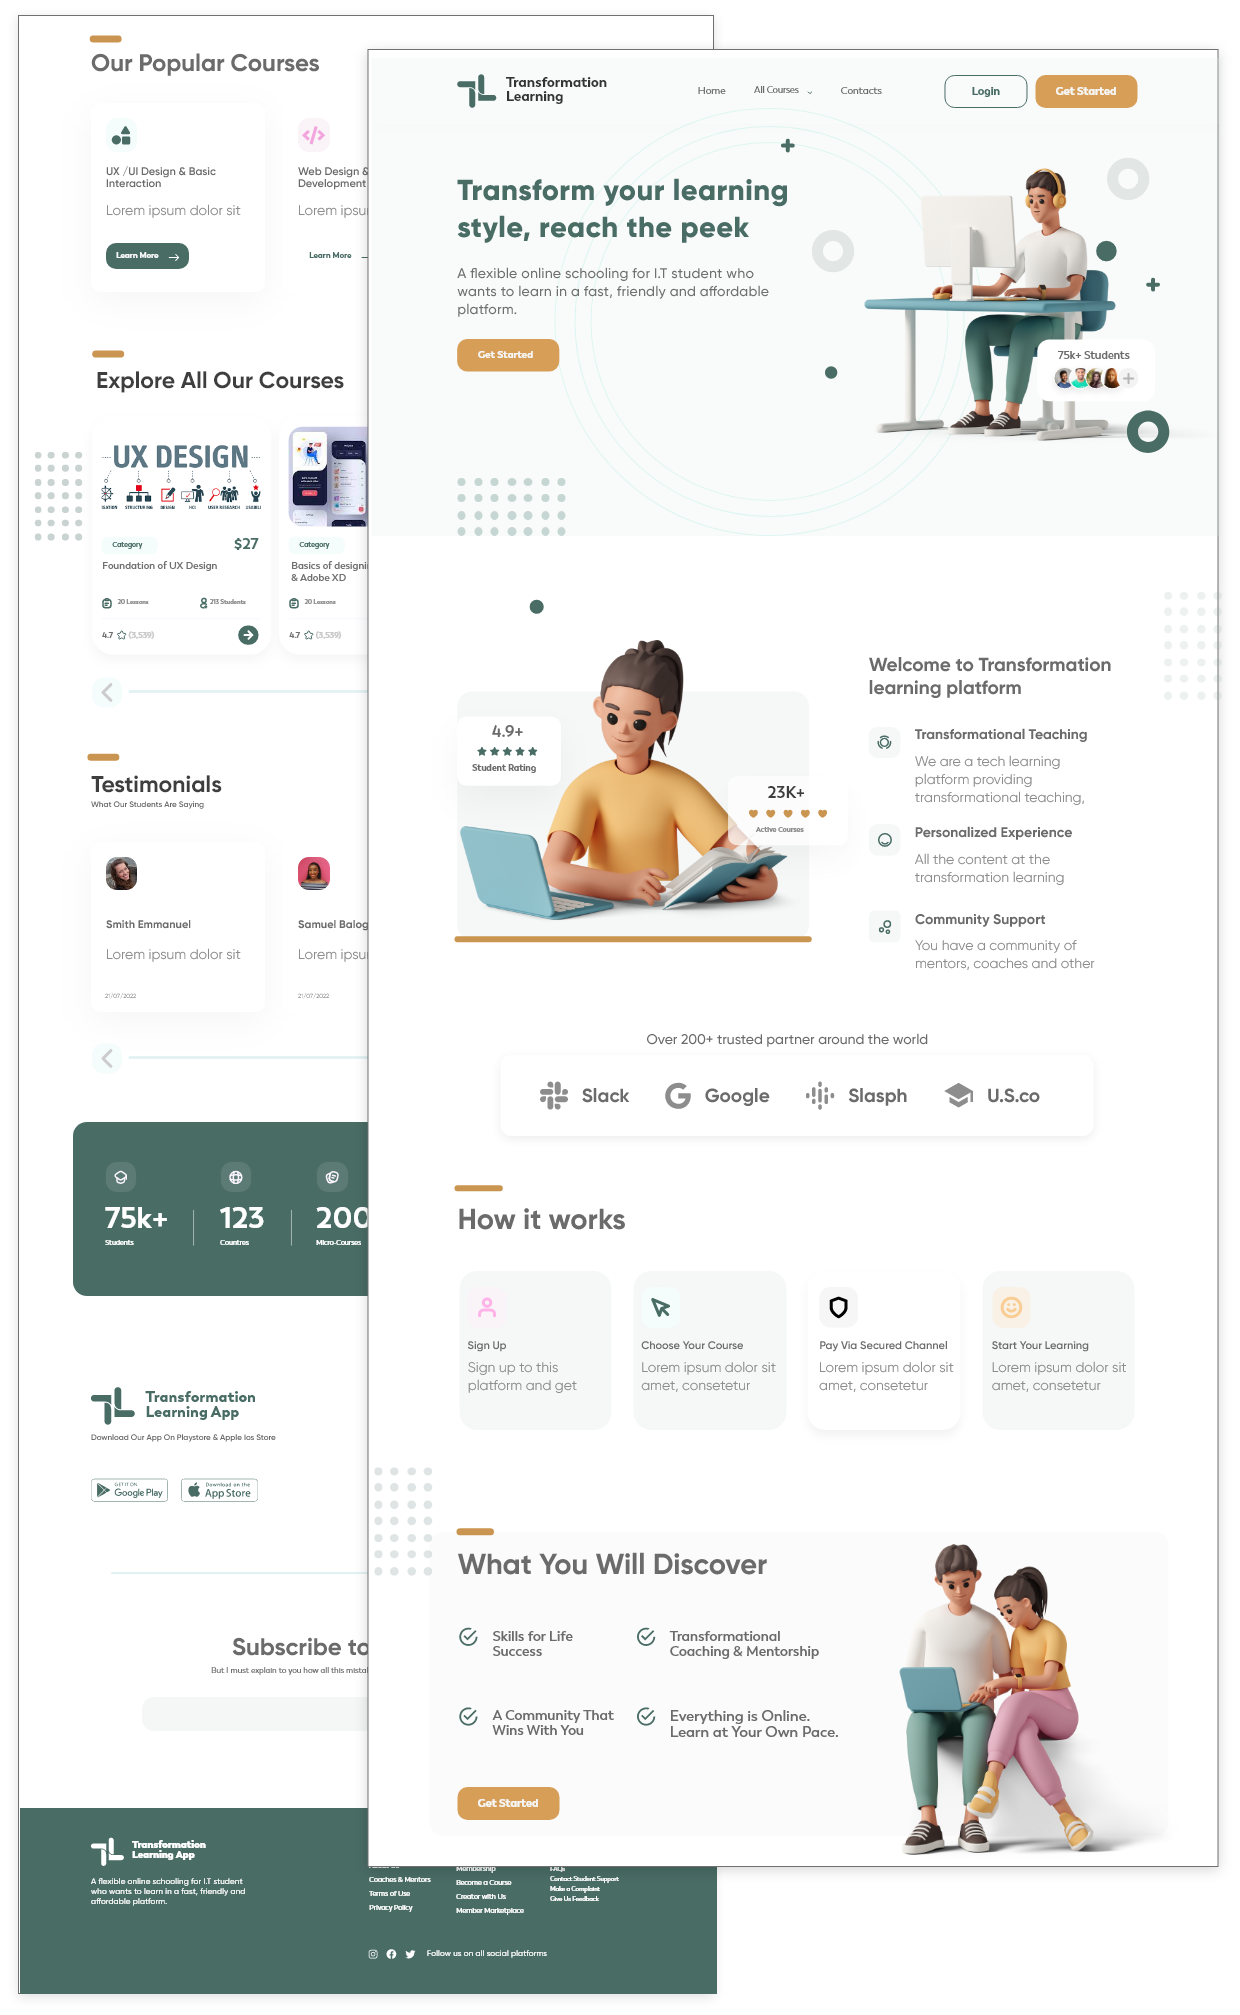 Our Popular Courses
UX /UI Design & Basic
Interaction
Lorem ipsum dolor sit
Learn More
Web Design &
Development
Lorem ipsu
Learn More
Explore All Our Courses
UX DESIGN
STRUCTURING
DESIGN
HCI
USER RESEARCH
USABILI
Category
$27
Foundation of UX Design
20 Lessons
213 Students
4.7
(3,539)
Category
Basics of designi
& Adobe XD
20 Lessons
4.7
(3,539)
Testimonials
What Our Students Are Saying
Smith Emmanuel
Lorem ipsum dolor sit
21/07/2022
Samuel Balog
Lorem ipsu
21/07/2022
75k+
Students
123
Countres
200
Micro-Courses
Transformation
Learning App
Download Our App On Playstore & Apple Ios Store
GET IT ON
Google Play
Download on the
App Store
Subscribe to
But I must explain to you how all this mistak
Transformation
Learning App
A flexible online schooling for I.T student
who wants to learn in a fast, friendly and
affordable platform.
Coaches & Mentors
Terms of Use
Privacy Policy
Membership
Become a Course
Creator with Us
Member Marketplace
FAQs
Contact Student Support
Make a Complaint
Give Us Feedback
Follow us on all social platforms
Transformation
Learning
Home
All Courses
Contacts
Login
Get Started
Transform your learning
style, reach the peek
A flexible online schooling for I.T student who
wants to learn in a fast, friendly and affordable
platform.
Get Started
75k+ Students
4.9+
Student Rating
23K+
Active Courses
Welcome to Transformation
learning platform
Transformational Teaching
We are a tech learning
platform providing
transformational teaching,
Personalized Experience
All the content at the
transformation learning
Community Support
You have a community of
mentors, coaches and other
Over 200+ trusted partner around the world
Slack
Google
Slasph
U.S.co
How it works
Sign Up
Sign up to this
platform and get
Choose Your Course
Lorem ipsum dolor sit
amet, consetetur
Pay Via Secured Channel
Lorem ipsum dolor sit
amet, consetetur
Start Your Learning
Lorem ipsum dolor sit
amet, consetetur
What You Will Discover
Skills for Life
Success
Transformational
Coaching & Mentorship
A Community That
Wins With You
Everything is Online.
Learn at Your Own Pace.
Get Started